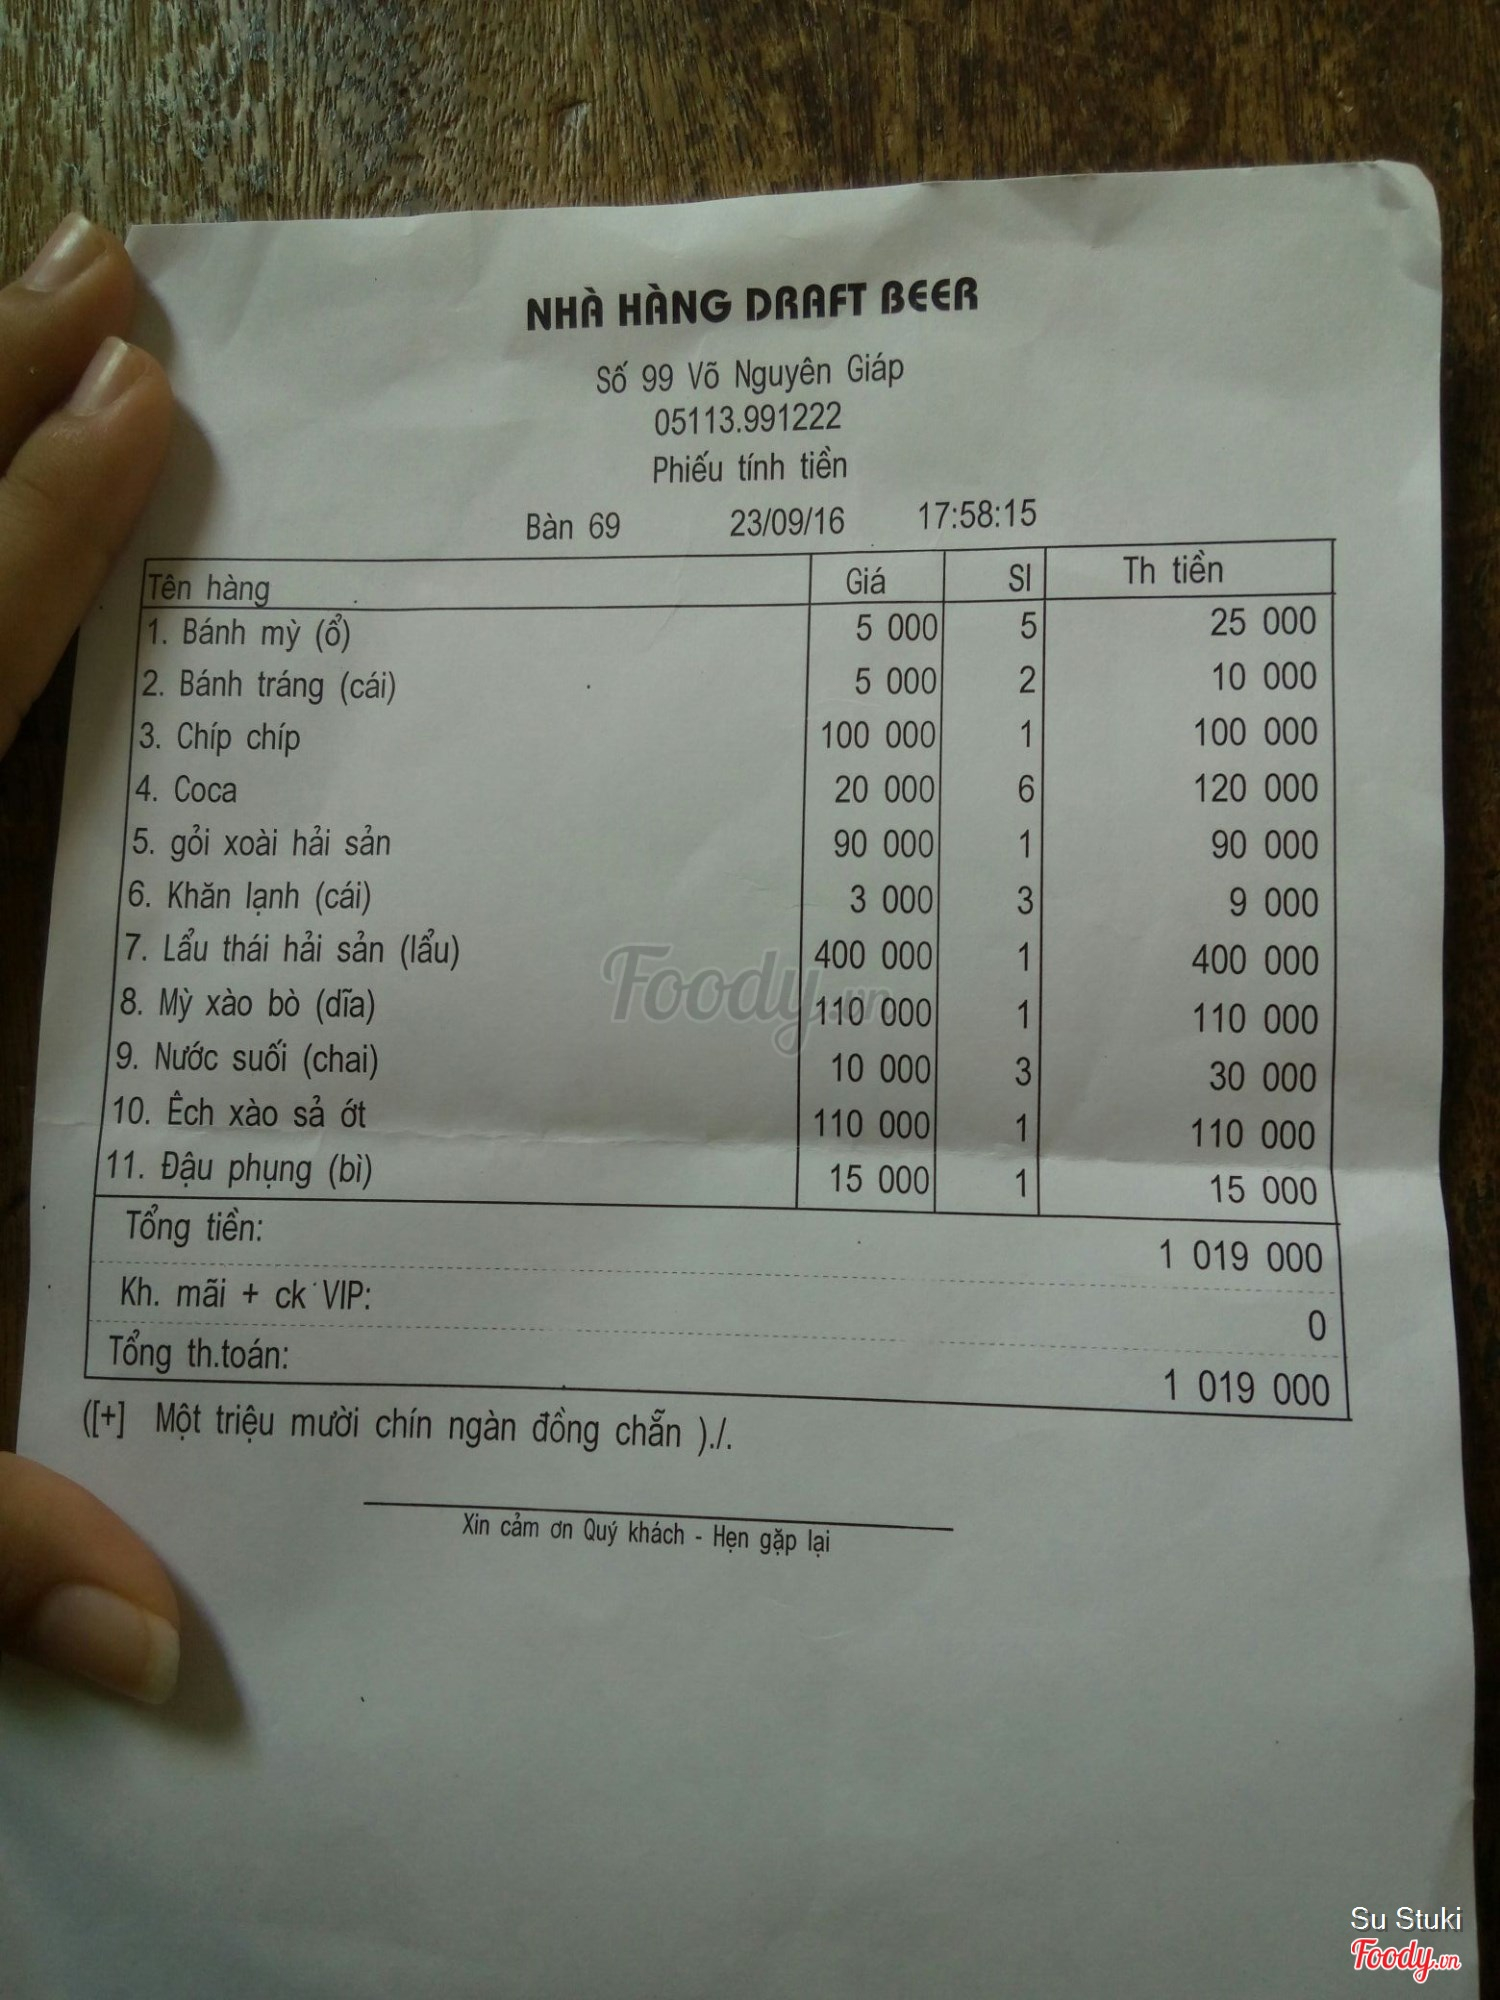 NHÀ HÀNG DRAFT BEER
Số 99 Võ Nguyên Giáp
05113.991222
Phiếu tính tiền
Bàn 69 23/09/16 17:58:15
Tên hàng Giá Sl Th tiền
1. Bánh mỳ (ổ) 5 000 5 25 000
2. Bánh tráng (cái) 5 000 2 10 000
3. Chíp chíp 100 000 1 100 000
4. Coca 20 000 6 120 000
5. gỏi xoài hải sản 90 000 1 90 000
6. Khăn lạnh (cái) 3 000 3 9 000
7. Lẩu thái hải sản (lẩu) 400 000 1 400 000
8. Mỳ xào bò (dĩa) 110 000 1 110 000
9. Nước suối (chai) 10 000 3 30 000
10. Êch xào sả ớt 110 000 1 110 000
11. Đậu phụng (bì) 15 000 1 15 000
Tổng tiền: 1 019 000
Kh. mãi + ck VIP: 0
Tổng th.toán: 1 019 000
([+] Một triệu mười chín ngàn đồng chẵn )./.
Xin cảm ơn Quý khách - Hẹn gặp lại
Foody.vn
Su Stuki
Foody.vn